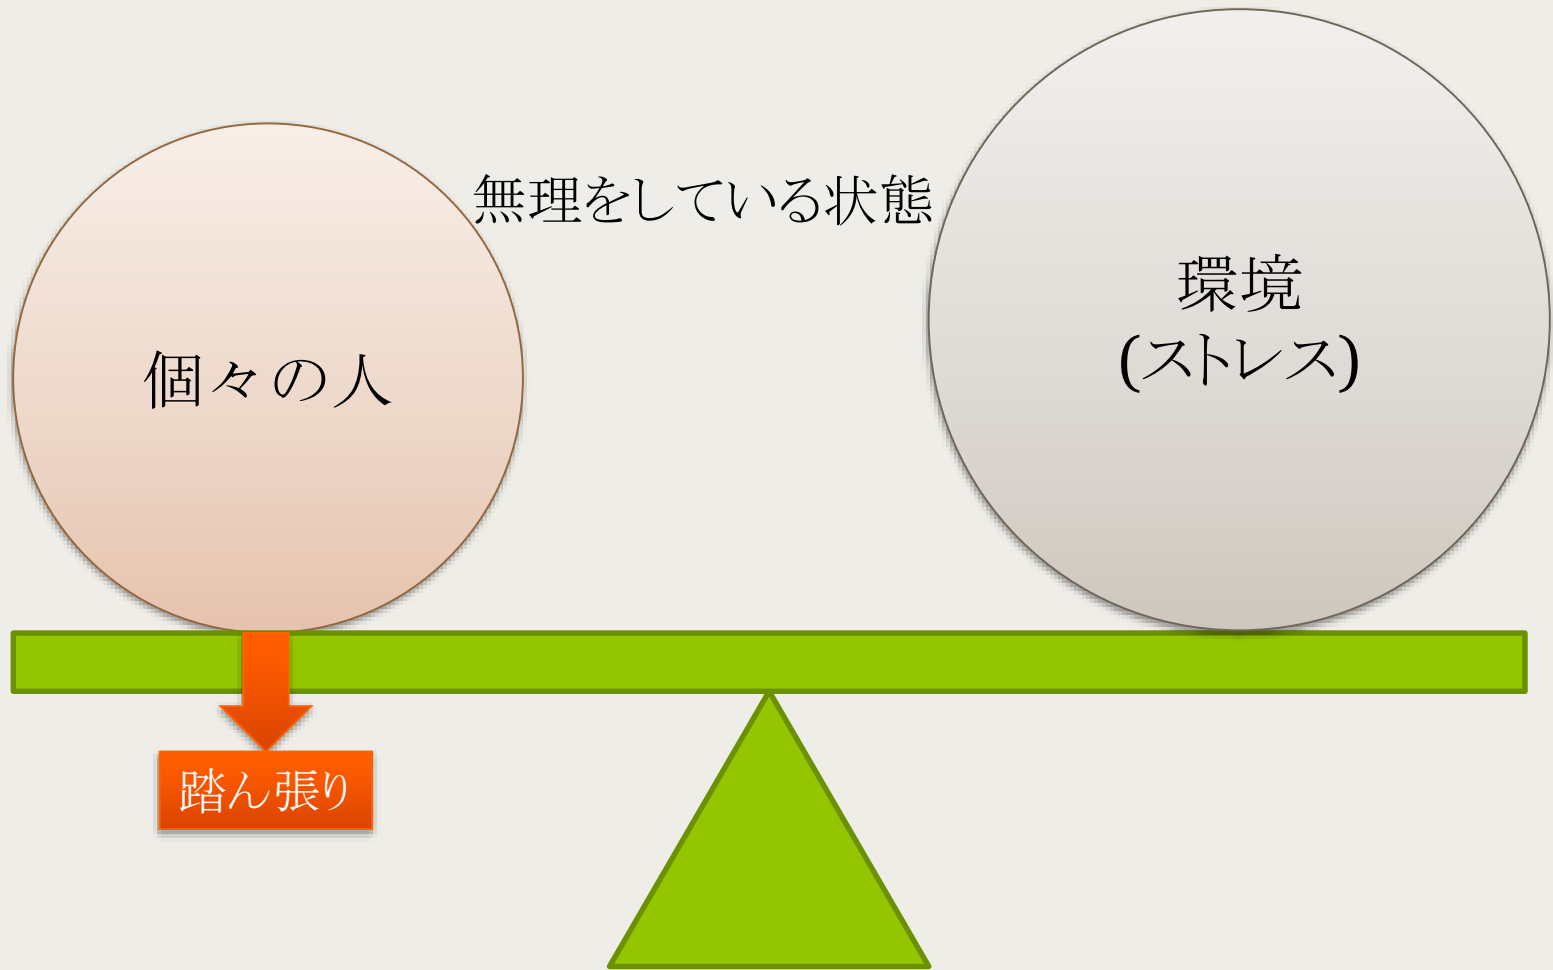 無理をしている状態
個々の人
環境
(ストレス)
踏ん張り